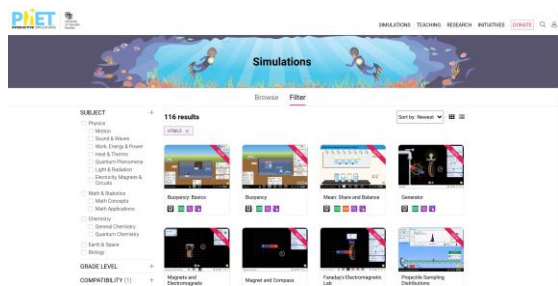 PhET
INTERACTIVE SIMULATIONS
SIMULATIONS TEACHING RESEARCH INITIATIVES DONATE
Simulations
Browse Filter
SUBJECT +
Physics
Motion
Sound & Waves
Work, Energy & Power
Heat & Thermo
Quantum Phenomena
Light & Radiation
Electricity, Magnets &
Circuits
Math & Statistics
Math Concepts
Math Applications
Chemistry
General Chemistry
Quantum Chemistry
Earth & Space
Biology
GRADE LEVEL +
COMPATIBILITY (1) +
116 results
Sort by: Newest
HTML5 X
Buoyancy: Basics
Buoyancy
Mean: Share and Balance
Generator
Magnets and
Electromagnets
Magnet and Compass
Faraday's Electromagnetic
Lab
Projectile Sampling
Distributions